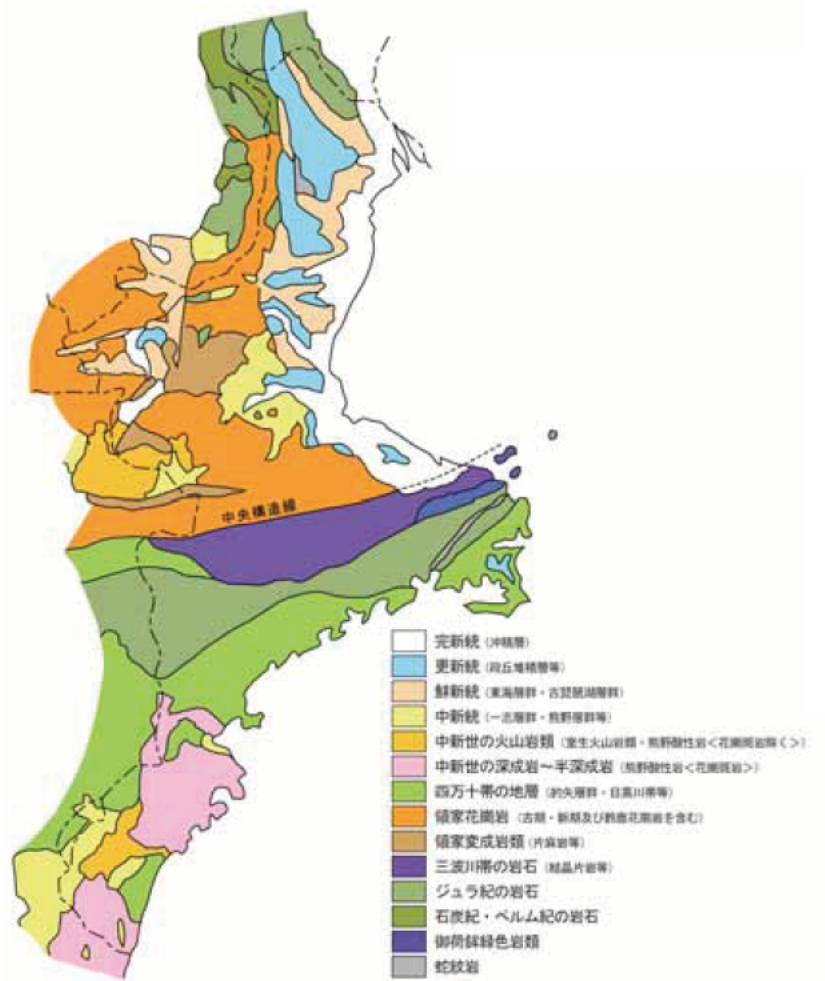 中央構造線
完新統（沖積層）
更新統（段丘堆積層等）
鮮新統（東海層群・古琵琶湖層群）
中新統（一志層群・熊野層群等）
中新世の火山岩類（室生火山岩類・熊野酸性岩＜花崗斑岩除く＞）
中新世の深成岩～半深成岩（熊野酸性岩＜花崗斑岩＞）
四万十帯の地層（的矢層群・日高川帯等）
領家花崗岩（古期・新期及び鈴鹿花崗岩を含む）
領家変成岩類（片麻岩等）
三波川帯の岩石（結晶片岩等）
ジュラ紀の岩石
石炭紀・ペルム紀の岩石
御荷鉾緑色岩類
蛇紋岩